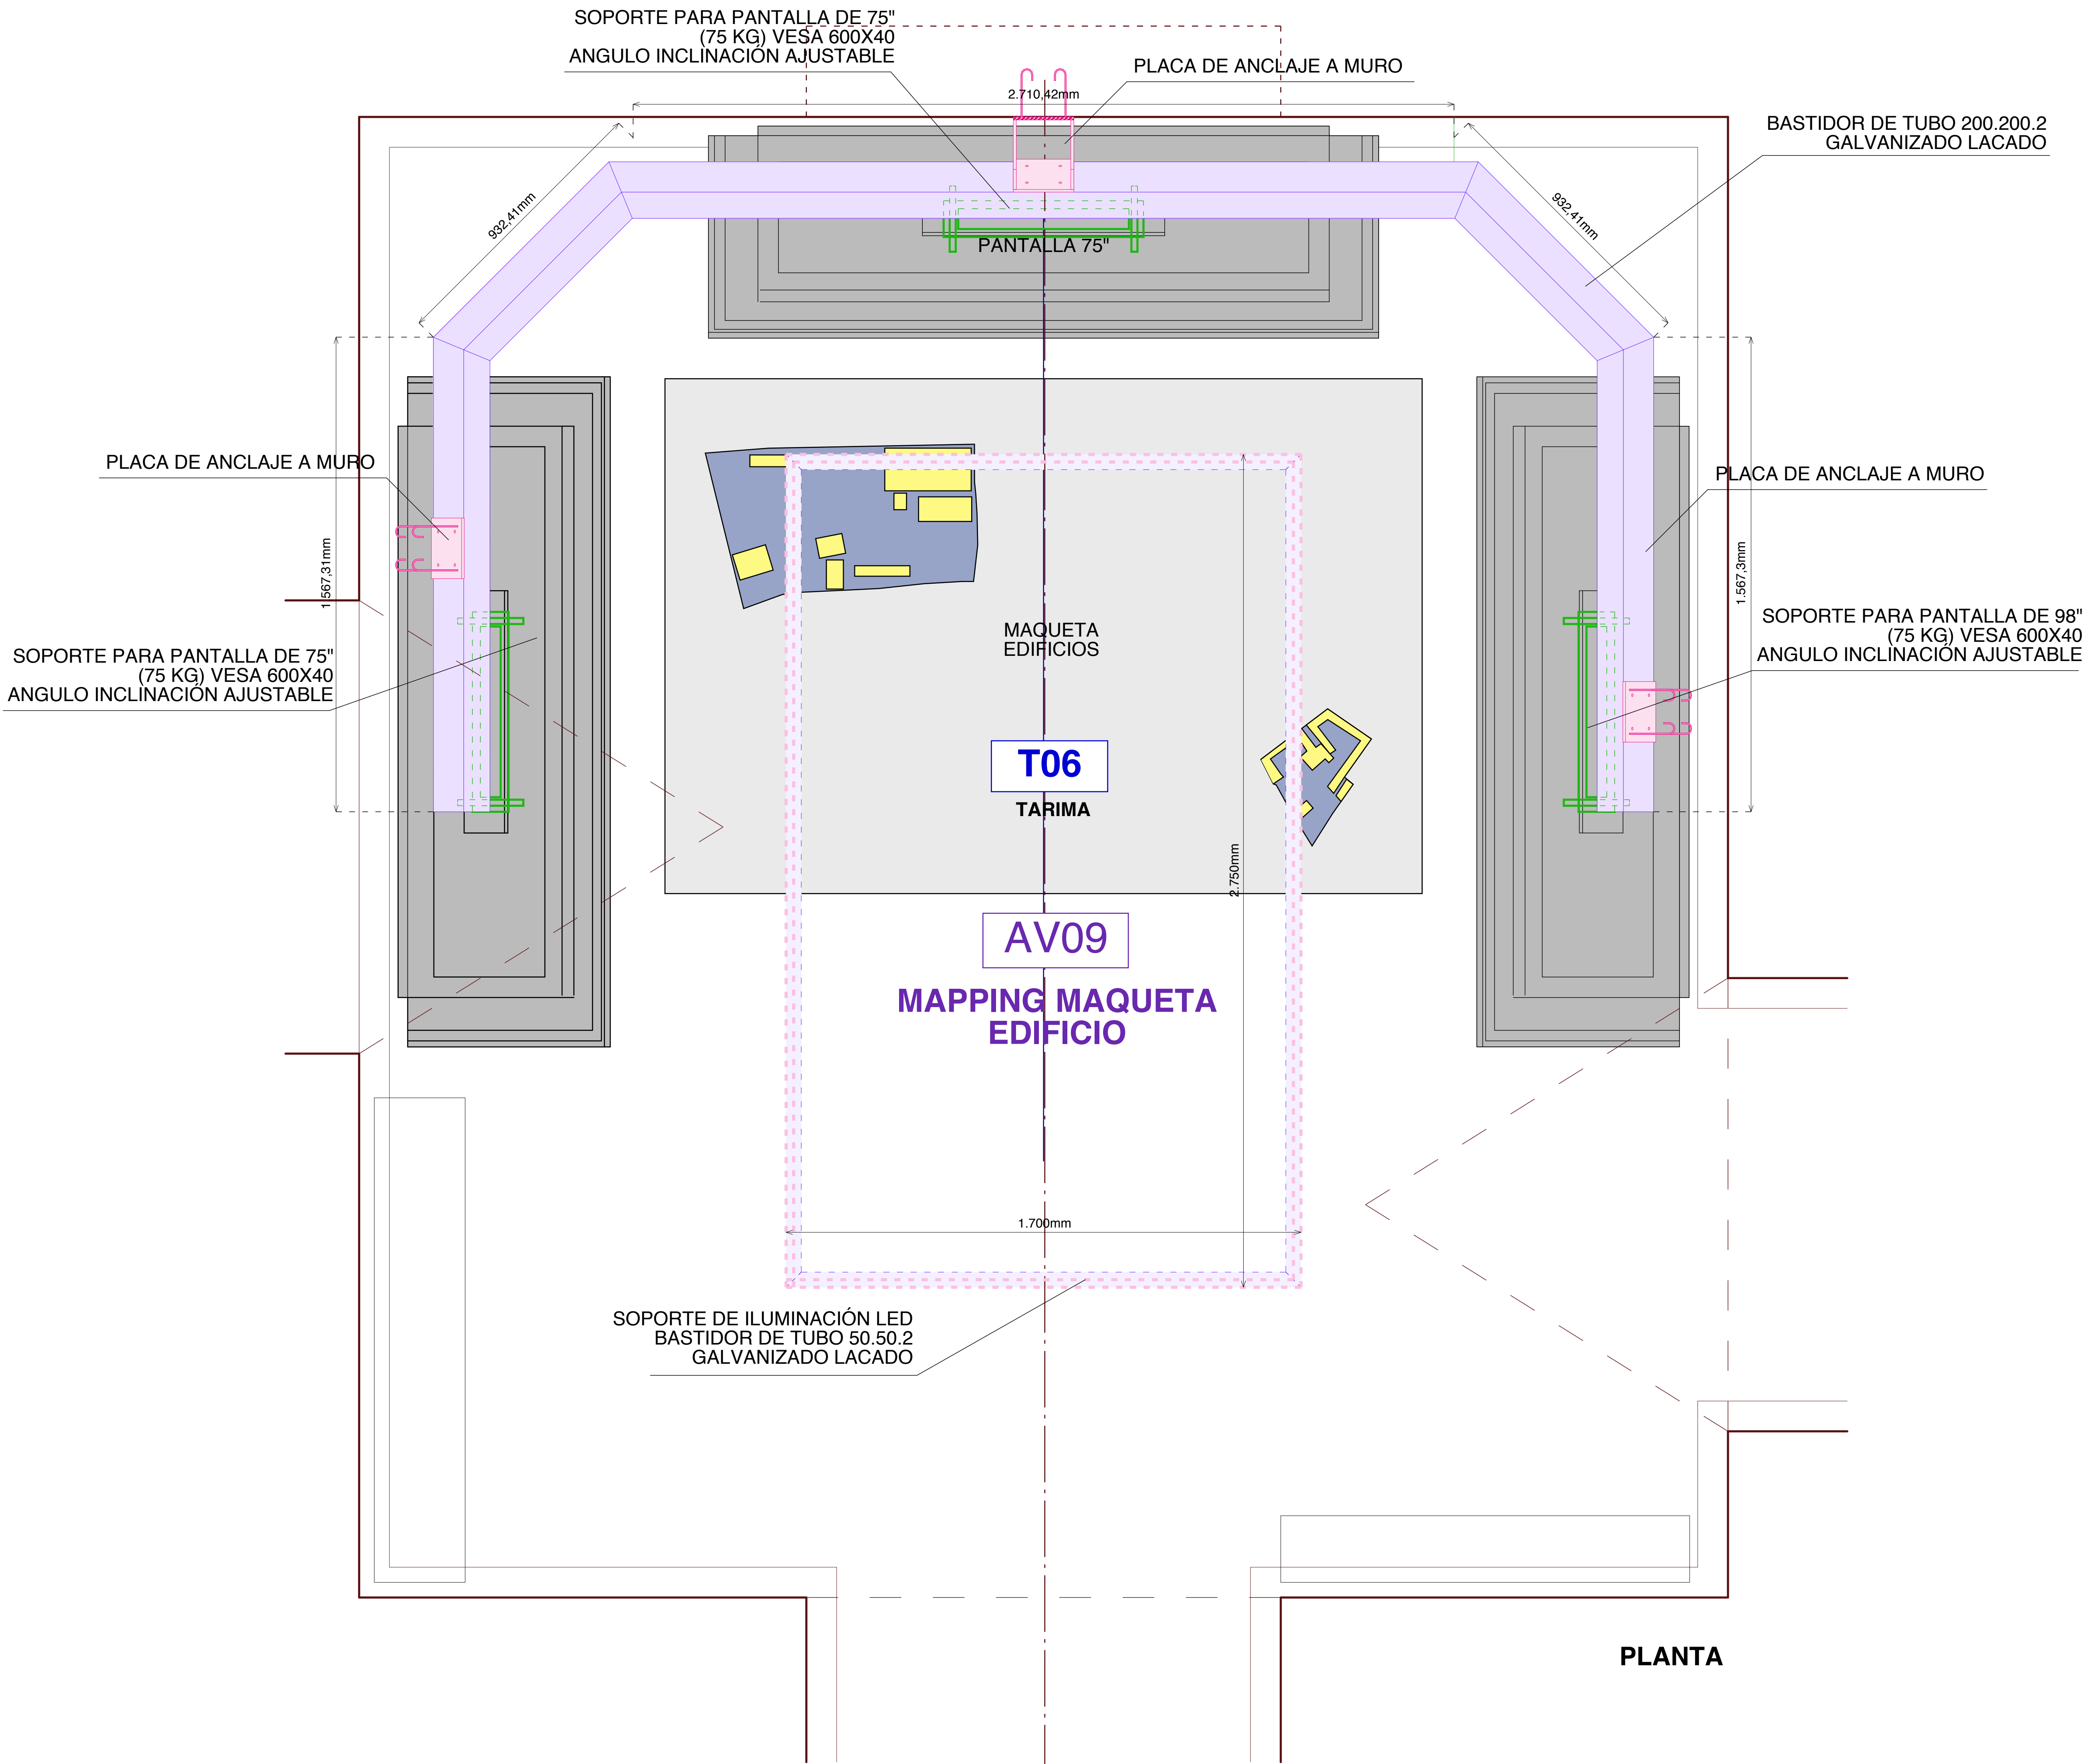 SOPORTE PARA PANTALLA DE 75"
(75 KG) VESA 600X40
ANGULO INCLINACIÓN AJUSTABLE
PLACA DE ANCLAJE A MURO
2.710,42mm
BASTIDOR DE TUBO 200.200.2
GALVANIZADO LACADO
932,41mm
932,41mm
PANTALLA 75"
PLACA DE ANCLAJE A MURO
PLACA DE ANCLAJE A MURO
1.567,31mm
1.567,3mm
SOPORTE PARA PANTALLA DE 98"
(75 KG) VESA 600X40
ANGULO INCLINACIÓN AJUSTABLE
MAQUETA
EDIFICIOS
SOPORTE PARA PANTALLA DE 75"
(75 KG) VESA 600X40
ANGULO INCLINACIÓN AJUSTABLE
T06
TARIMA
2.750mm
AV09
MAPPING MAQUETA
EDIFICIO
1.700mm
SOPORTE DE ILUMINACIÓN LED
BASTIDOR DE TUBO 50.50.2
GALVANIZADO LACADO
PLANTA